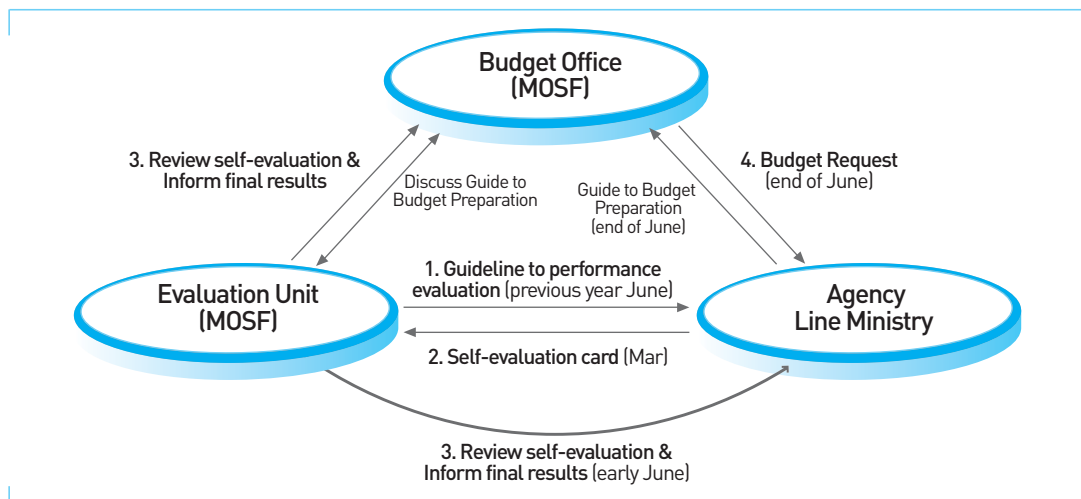 Budget Office
(MOSF)
3. Review self-evaluation &
Inform final results
Discuss Guide to
Budget Preparation
Guide to Budget
Preparation
(end of June)
4. Budget Request
(end of June)
Evaluation Unit
(MOSF)
1. Guideline to performance
evaluation (previous year June)
2. Self-evaluation card (Mar)
Agency
Line Ministry
3. Review self-evaluation &
Inform final results (early June)